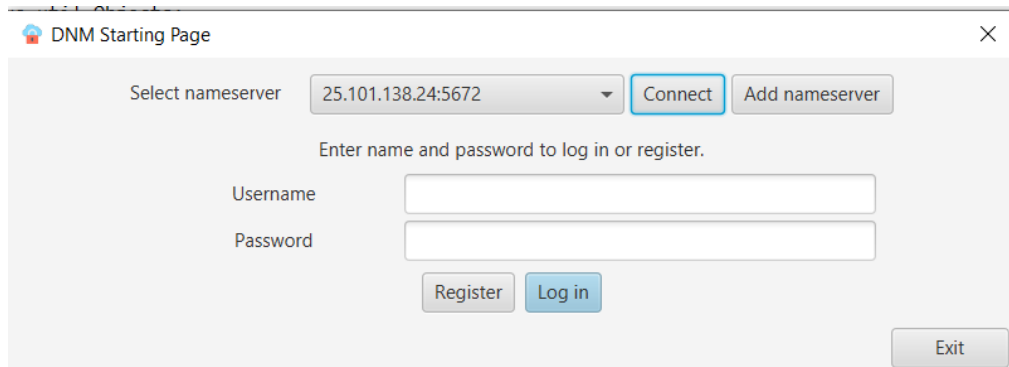 DNM Starting Page
Select nameserver 25.101.138.24:5672 Connect Add nameserver
Enter name and password to log in or register.
Username
Password
Register Log in
Exit